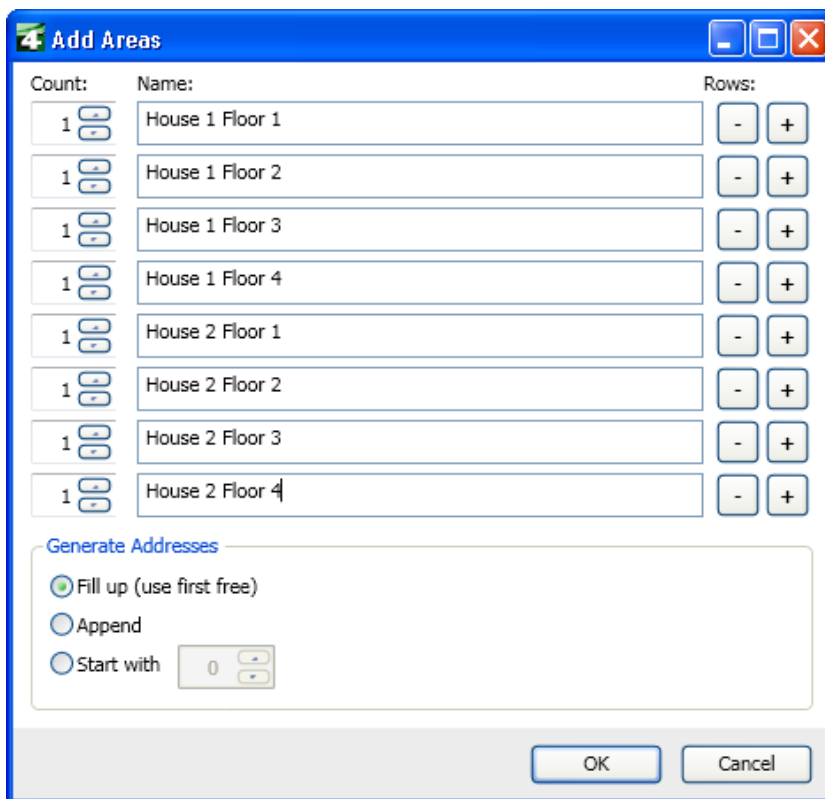 4 Add Areas
Count: Name: Rows:
1 House 1 Floor 1 - +
1 House 1 Floor 2 - +
1 House 1 Floor 3 - +
1 House 1 Floor 4 - +
1 House 2 Floor 1 - +
1 House 2 Floor 2 - +
1 House 2 Floor 3 - +
1 House 2 Floor 4 - +
Generate Addresses
Fill up (use first free)
Append
Start with 0
OK Cancel